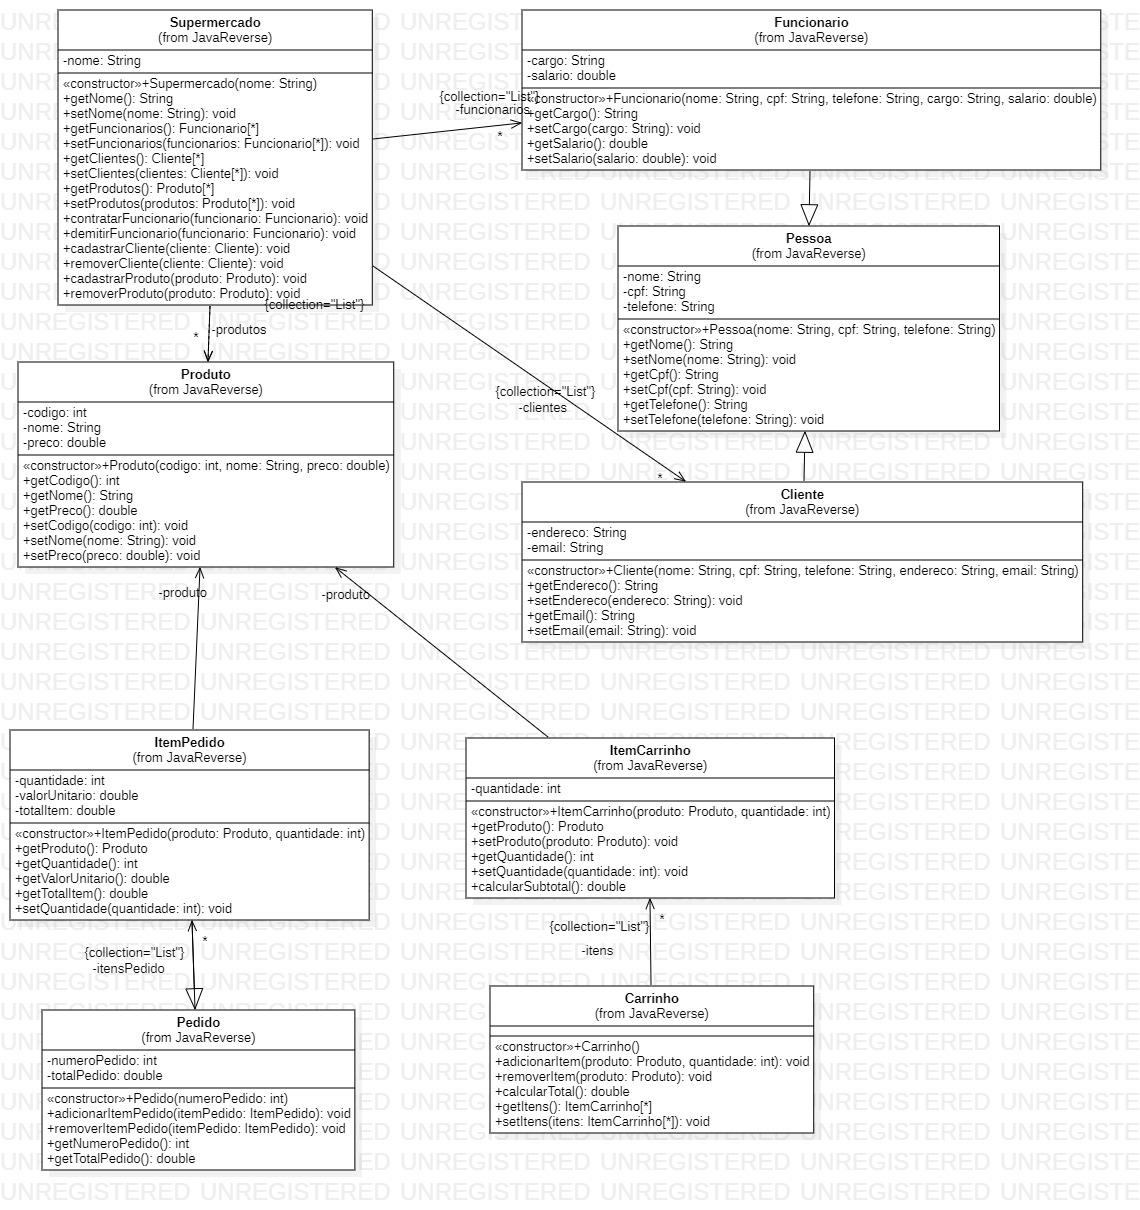 Supermercado
(from JavaReverse)
-nome: String
«constructor»+Supermercado(nome: String)
+getNome(): String
+setNome(nome: String): void
+getFuncionarios(): Funcionario[*]
+setFuncionarios(funcionarios: Funcionario[*]): void
+getClientes(): Cliente[*]
+setClientes(clientes: Cliente[*]): void
+getProdutos(): Produto[*]
+setProdutos(produtos: Produto[*]): void
+contratarFuncionario(funcionario: Funcionario): void
+demitirFuncionario(funcionario: Funcionario): void
+cadastrarCliente(cliente: Cliente): void
+removerCliente(cliente: Cliente): void
+cadastrarProduto(produto: Produto): void
+removerProduto(produto: Produto): void
{collection="List"}
-funcionarios
*
Funcionario
(from JavaReverse)
-cargo: String
-salario: double
«constructor»+Funcionario(nome: String, cpf: String, telefone: String, cargo: String, salario: double)
+getCargo(): String
+setCargo(cargo: String): void
+getSalario(): double
+setSalario(salario: double): void
Pessoa
(from JavaReverse)
-nome: String
-cpf: String
-telefone: String
«constructor»+Pessoa(nome: String, cpf: String, telefone: String)
+getNome(): String
+setNome(nome: String): void
+getCpf(): String
+setCpf(cpf: String): void
+getTelefone(): String
+setTelefone(telefone: String): void
{collection="List"}
-produtos
*
Produto
(from JavaReverse)
-codigo: int
-nome: String
-preco: double
«constructor»+Produto(codigo: int, nome: String, preco: double)
+getCodigo(): int
+getNome(): String
+getPreco(): double
+setCodigo(codigo: int): void
+setNome(nome: String): void
+setPreco(preco: double): void
{collection="List"}
-clientes
*
Cliente
(from JavaReverse)
-endereco: String
-email: String
«constructor»+Cliente(nome: String, cpf: String, telefone: String, endereco: String, email: String)
+getEndereco(): String
+setEndereco(endereco: String): void
+getEmail(): String
+setEmail(email: String): void
-produto
-produto
ItemPedido
(from JavaReverse)
-quantidade: int
-valorUnitario: double
-totalItem: double
«constructor»+ItemPedido(produto: Produto, quantidade: int)
+getProduto(): Produto
+getQuantidade(): int
+getValorUnitario(): double
+getTotalItem(): double
+setQuantidade(quantidade: int): void
ItemCarrinho
(from JavaReverse)
-quantidade: int
«constructor»+ItemCarrinho(produto: Produto, quantidade: int)
+getProduto(): Produto
+setProduto(produto: Produto): void
+getQuantidade(): int
+setQuantidade(quantidade: int): void
+calcularSubtotal(): double
*
{collection="List"}
-itensPedido
*
{collection="List"}
-itens
Pedido
(from JavaReverse)
-numeroPedido: int
-totalPedido: double
«constructor»+Pedido(numeroPedido: int)
+adicionarItemPedido(itemPedido: ItemPedido): void
+removerItemPedido(itemPedido: ItemPedido): void
+getNumeroPedido(): int
+getTotalPedido(): double
Carrinho
(from JavaReverse)
«constructor»+Carrinho()
+adicionarItem(produto: Produto, quantidade: int): void
+removerItem(produto: Produto): void
+calcularTotal(): double
+getItens(): ItemCarrinho[*]
+setItens(itens: ItemCarrinho[*]): void
UNREGISTERED UNREGISTERED UNREGISTERED UNREGISTERED UNREGISTERED